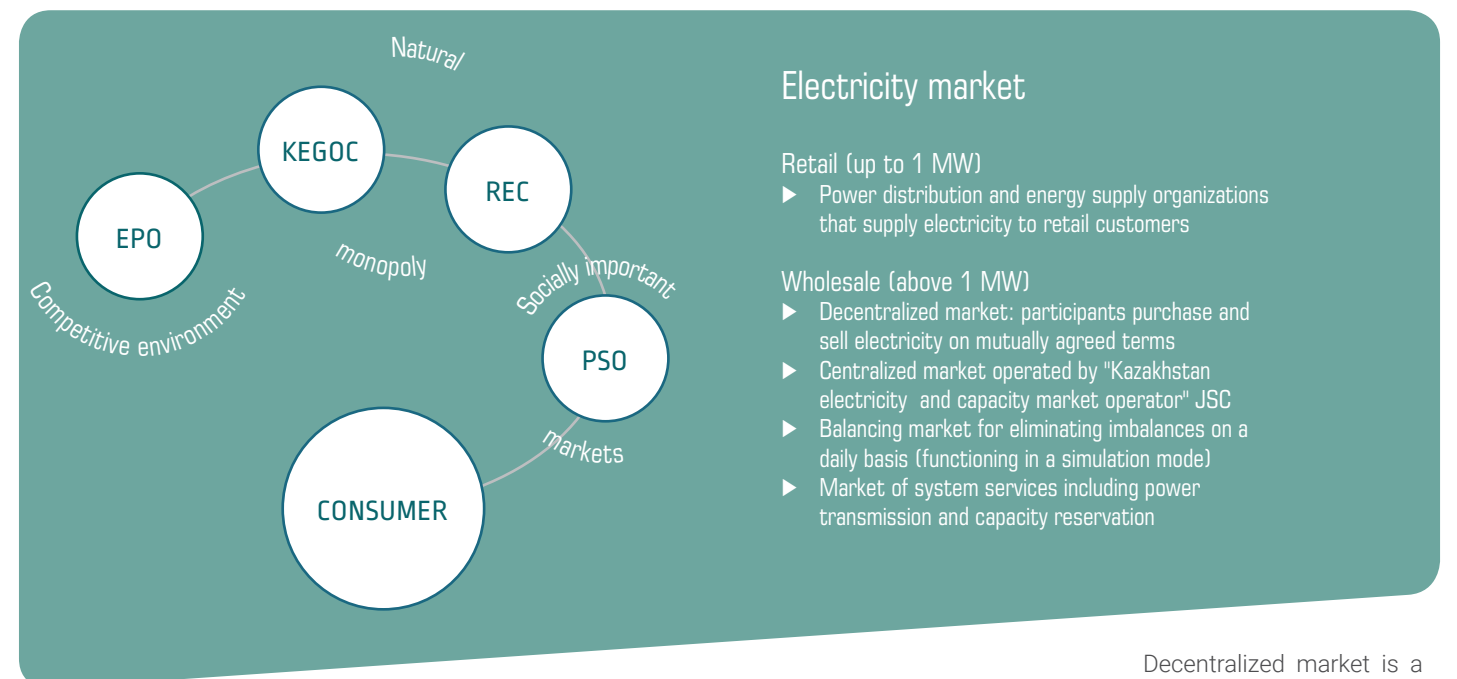 Natural
KEGOC
REC
EPO
monopoly
Competitive environment
Socially important
PSO
markets
CONSUMER
Electricity market
Retail (up to 1 MW)
▶ Power distribution and energy supply organizations
that supply electricity to retail customers
Wholesale (above 1 MW)
▶ Decentralized market: participants purchase and
sell electricity on mutually agreed terms
▶ Centralized market operated by "Kazakhstan
electricity and capacity market operator" JSC
▶ Balancing market for eliminating imbalances on a
daily basis (functioning in a simulation mode)
▶ Market of system services including power
transmission and capacity reservation
Decentralized market is a